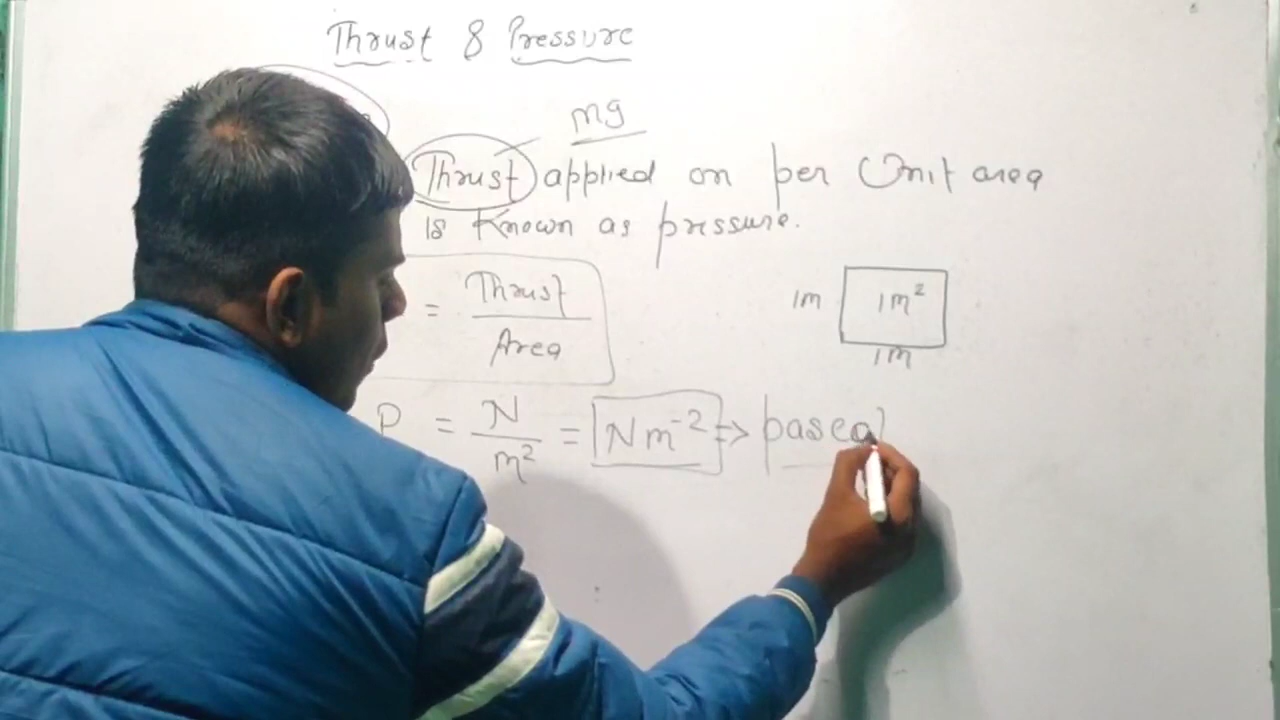 Thrust & Pressure
mg
Thrust applied on per Unit area
is Known as pressure.
= Thrust
Area
1m
1m²
1m
P = N/m² = Nm⁻² => pascal